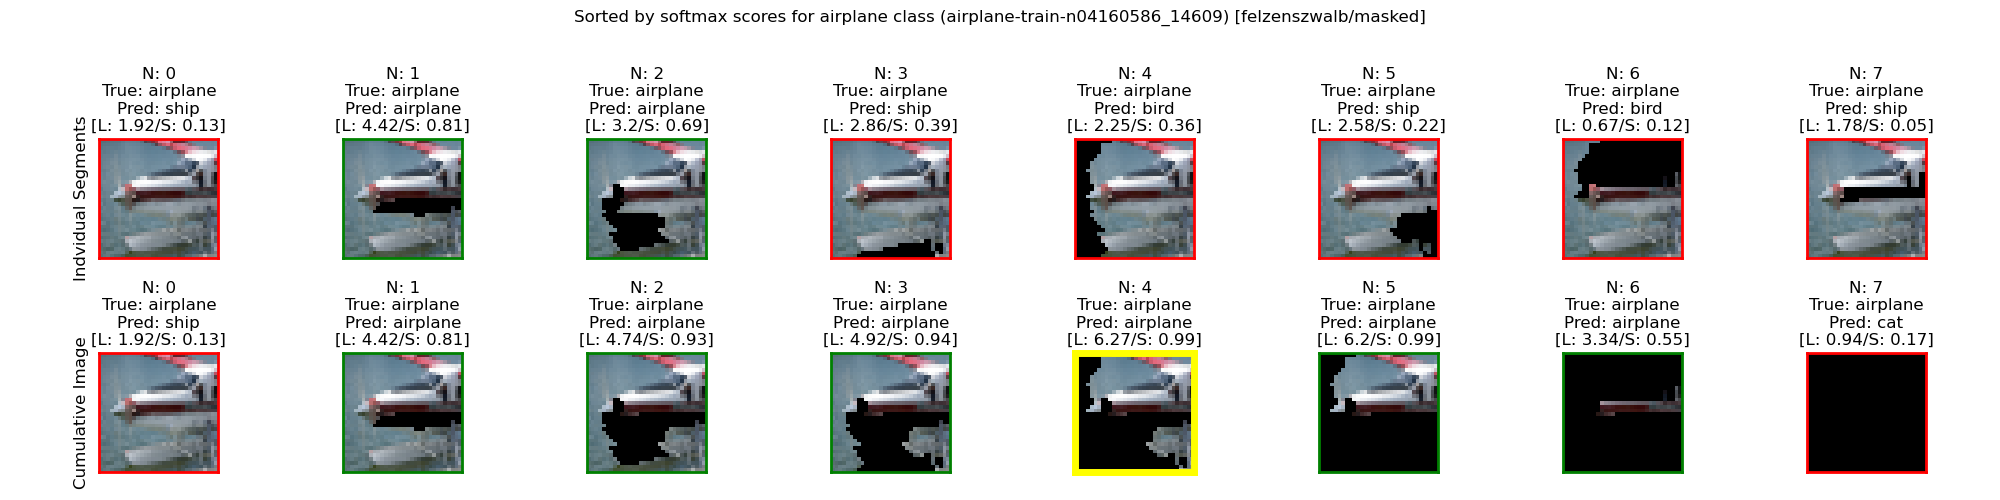 Sorted by softmax scores for airplane class (airplane-train-n04160586_14609) [felzenszwalb/masked]
Indvidual Segments
N: 0
True: airplane
Pred: ship
[L: 1.92/S: 0.13]
N: 1
True: airplane
Pred: airplane
[L: 4.42/S: 0.81]
N: 2
True: airplane
Pred: airplane
[L: 3.2/S: 0.69]
N: 3
True: airplane
Pred: ship
[L: 2.86/S: 0.39]
N: 4
True: airplane
Pred: bird
[L: 2.25/S: 0.36]
N: 5
True: airplane
Pred: ship
[L: 2.58/S: 0.22]
N: 6
True: airplane
Pred: bird
[L: 0.67/S: 0.12]
N: 7
True: airplane
Pred: ship
[L: 1.78/S: 0.05]
Cumulative Image
N: 0
True: airplane
Pred: ship
[L: 1.92/S: 0.13]
N: 1
True: airplane
Pred: airplane
[L: 4.42/S: 0.81]
N: 2
True: airplane
Pred: airplane
[L: 4.74/S: 0.93]
N: 3
True: airplane
Pred: airplane
[L: 4.92/S: 0.94]
N: 4
True: airplane
Pred: airplane
[L: 6.27/S: 0.99]
N: 5
True: airplane
Pred: airplane
[L: 6.2/S: 0.99]
N: 6
True: airplane
Pred: airplane
[L: 3.34/S: 0.55]
N: 7
True: airplane
Pred: cat
[L: 0.94/S: 0.17]